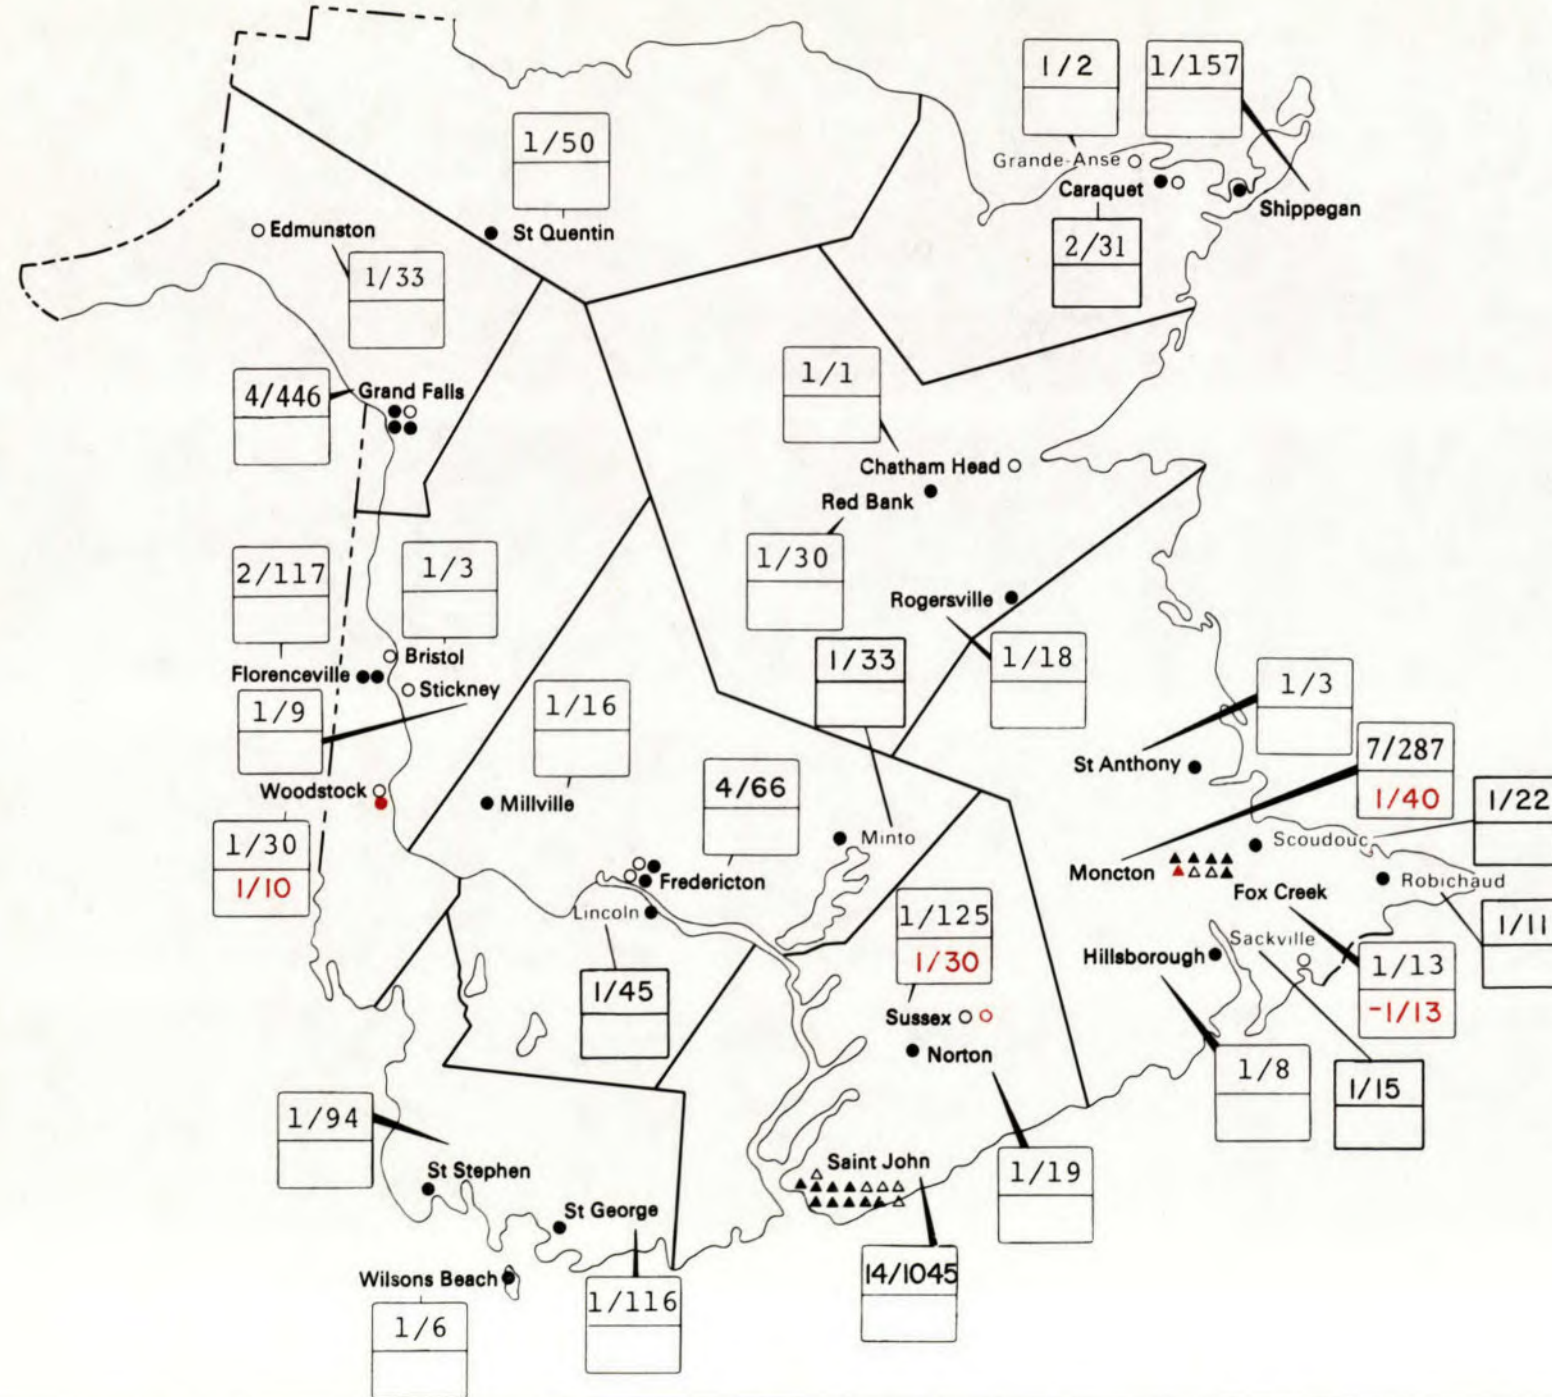 1/2
1/157
1/50
Grande-Anse
Caraquet
Shippegan
Edmunston
St Quentin
2/31
1/33
1/1
4/446
Grand Falls
Chatham Head
Red Bank
2/117
1/3
1/30
Rogersville
1/33
1/18
Bristol
Florenceville
Stickney
1/9
1/16
1/3
7/287
1/40
St Anthony
Woodstock
Millville
4/66
1/22
1/30
1/10
Minto
Scoudouc
Moncton
Fredericton
Fox Creek
Robichaud
Lincoln
1/125
1/30
1/11
Hillsborough
Sackville
1/13
-1/13
1/45
Sussex
Norton
1/8
1/15
1/94
St Stephen
Saint John
1/19
St George
Wilsons Beach
14/1045
1/116
1/6